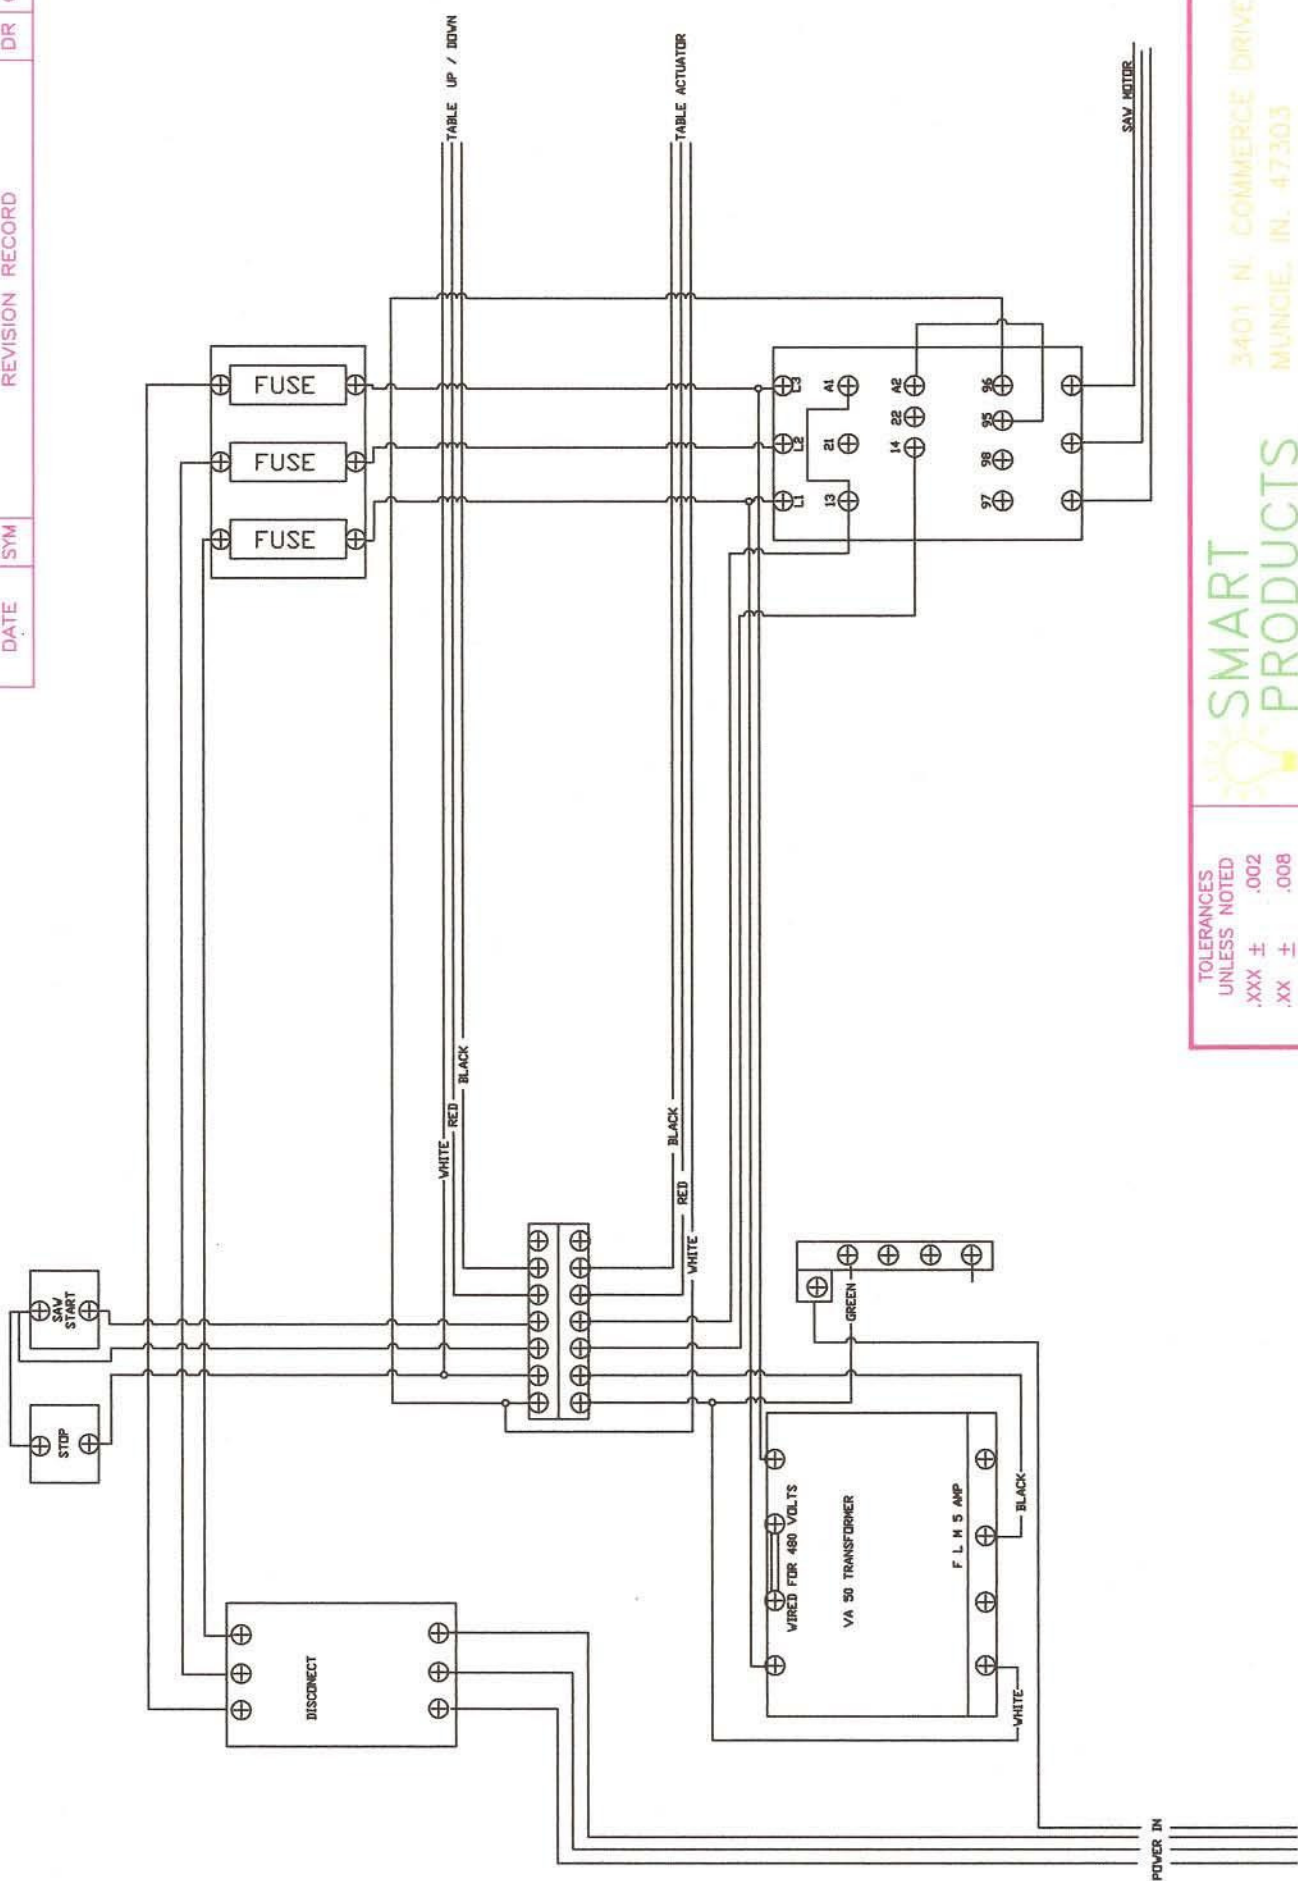 DATE
SYM
REVISION RECORD
DR
STOP
SAW
START
FUSE
FUSE
FUSE
DISCONECT
WHITE
RED
BLACK
TABLE UP / DOWN
BLACK
RED
WHITE
TABLE ACTUATOR
L1
L2
L3
13
21
A1
14
22
A2
97
98
95
96
SAW MOTOR
GREEN
WIRED FOR 480 VOLTS
VA 50 TRANSFORMER
F L M 5 AMP
WHITE
BLACK
POWER IN
TOLERANCES
UNLESS NOTED
.XXX ± .002
.XX ± .008
SMART
PRODUCTS
3401 N. COMMERCE DRIVE
MUNCIE, IN. 47303